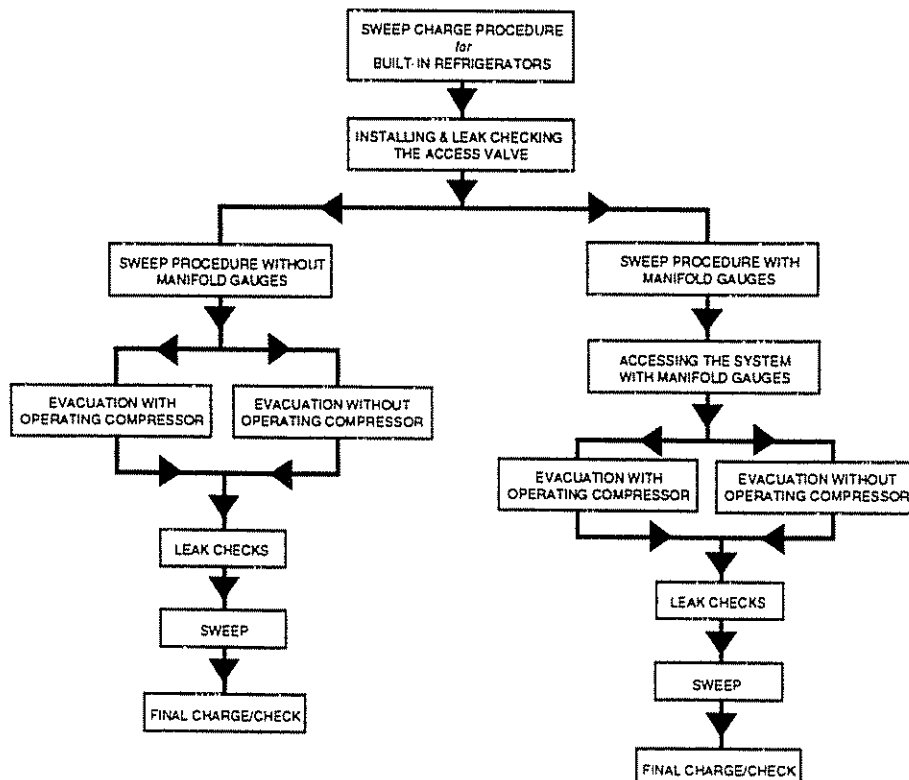 SWEEP CHARGE PROCEDURE
for
BUILT-IN REFRIGERATORS
INSTALLING & LEAK CHECKING
THE ACCESS VALVE
SWEEP PROCEDURE WITHOUT
MANIFOLD GAUGES
SWEEP PROCEDURE WITH
MANIFOLD GAUGES
ACCESSING THE SYSTEM
WITH MANIFOLD GAUGES
EVACUATION WITH
OPERATING COMPRESSOR
EVACUATION WITHOUT
OPERATING COMPRESSOR
EVACUATION WITH
OPERATING COMPRESSOR
EVACUATION WITHOUT
OPERATING COMPRESSOR
LEAK CHECKS
SWEEP
FINAL CHARGE/CHECK
LEAK CHECKS
SWEEP
FINAL CHARGE/CHECK